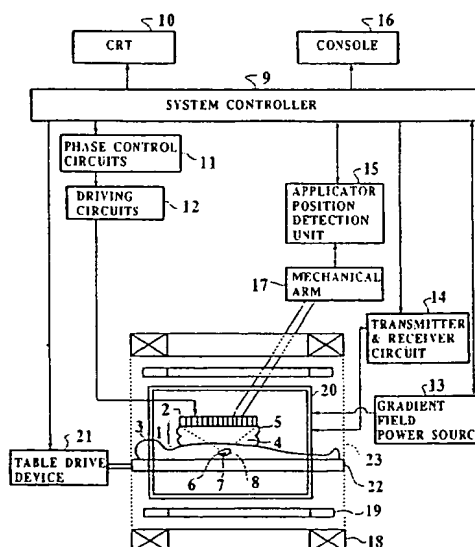 10
16
CRT
CONSOLE
9
SYSTEM CONTROLLER
PHASE CONTROL
CIRCUITS
11
15
DRIVING CIRCUITS
12
APPLICATOR
POSITION
DETECTION
UNIT
17
MECHANICAL
ARM
14
TRANSMITTER
& RECEIVER
CIRCUIT
20
13
GRADIENT
FIELD
POWER SOURCE
2
5
21
3
1
4
23
TABLE DRIVE
DEVICE
6
7
8
22
19
18